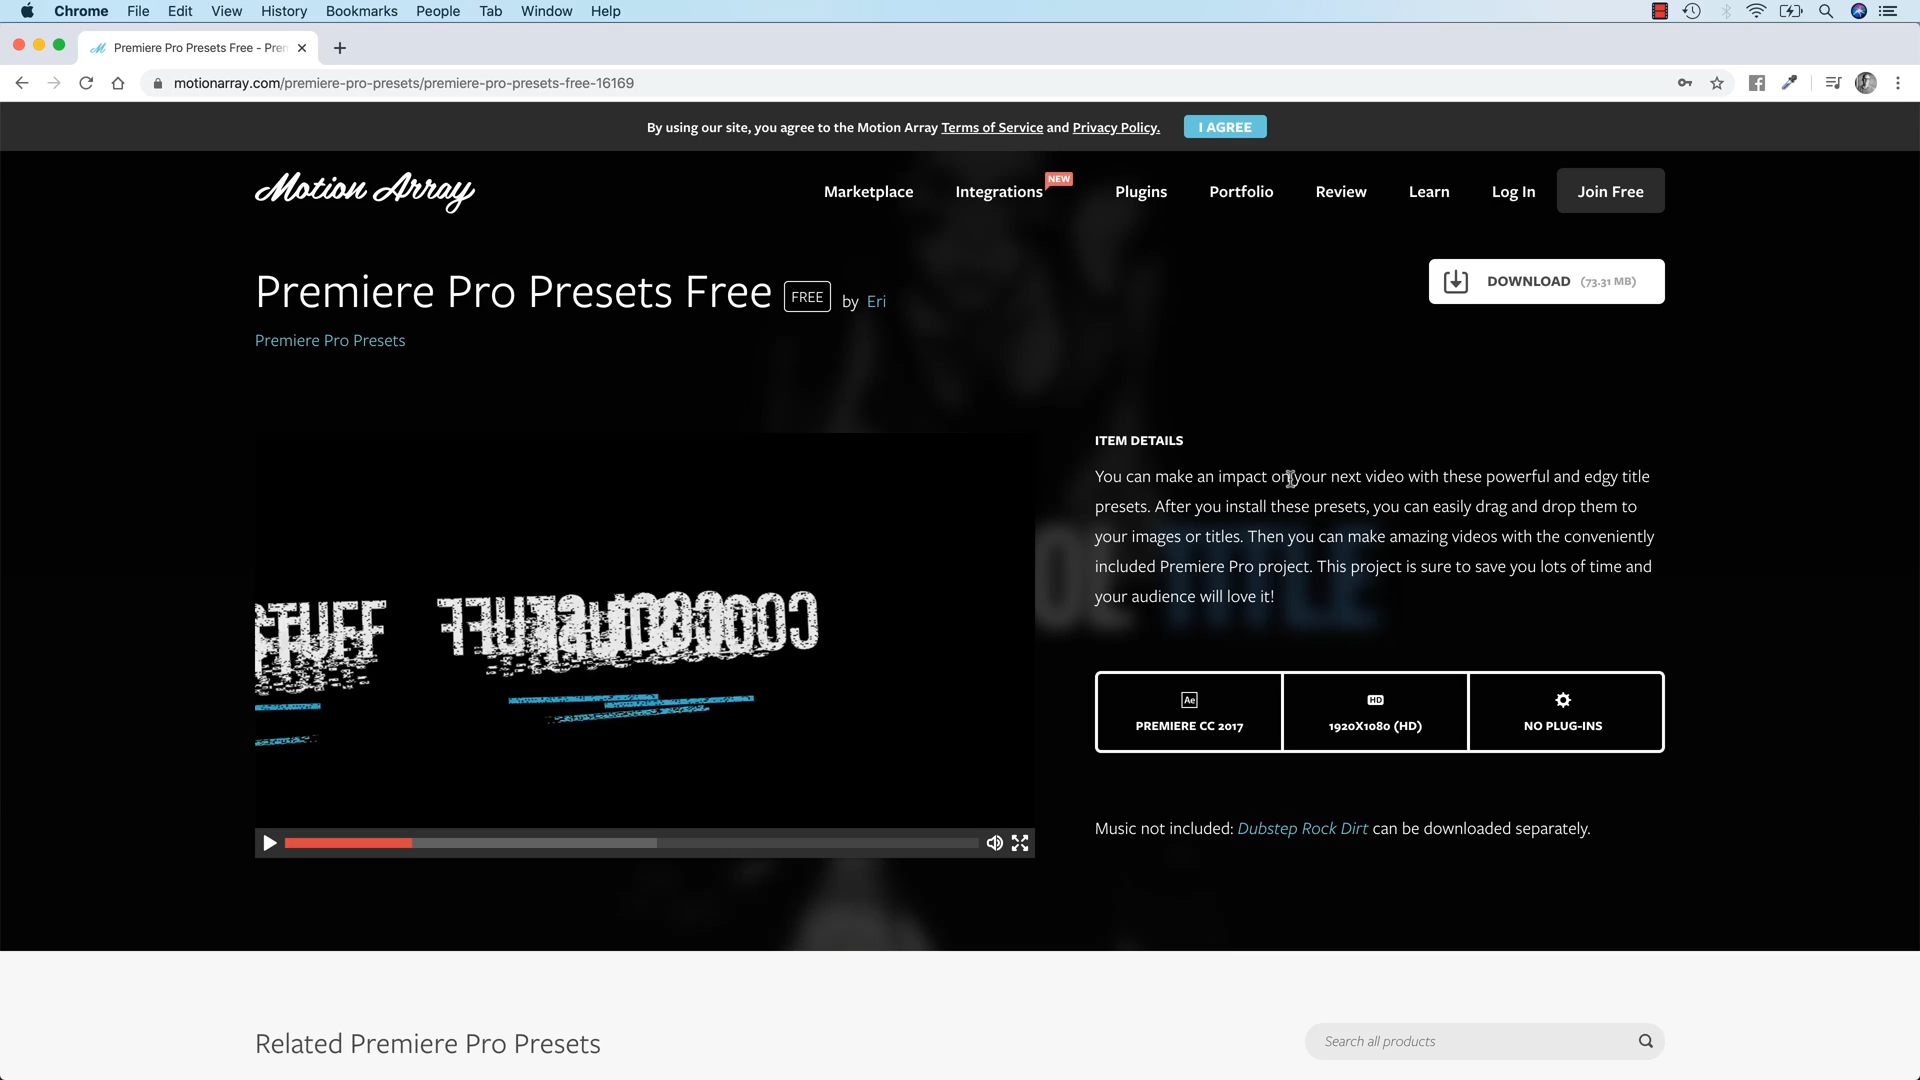 Chrome File Edit View History Bookmarks People Tab Window Help
Premiere Pro Presets Free - Pren
motionarray.com/premiere-pro-presets/premiere-pro-presets-free-16169
By using our site, you agree to the Motion Array Terms of Service and Privacy Policy. I AGREE
Motion Array
Marketplace Integrations NEW Plugins Portfolio Review Learn Log In Join Free
Premiere Pro Presets Free FREE by Eri
DOWNLOAD (73.31 MB)
Premiere Pro Presets
ITEM DETAILS
You can make an impact on your next video with these powerful and edgy title
presets. After you install these presets, you can easily drag and drop them to
your images or titles. Then you can make amazing videos with the conveniently
included Premiere Pro project. This project is sure to save you lots of time and
your audience will love it!
STUFF
TITLE
Ae HD
PREMIERE CC 2017 1920X1080 (HD) NO PLUG-INS
Music not included: Dubstep Rock Dirt can be downloaded separately.
Related Premiere Pro Presets
Search all products